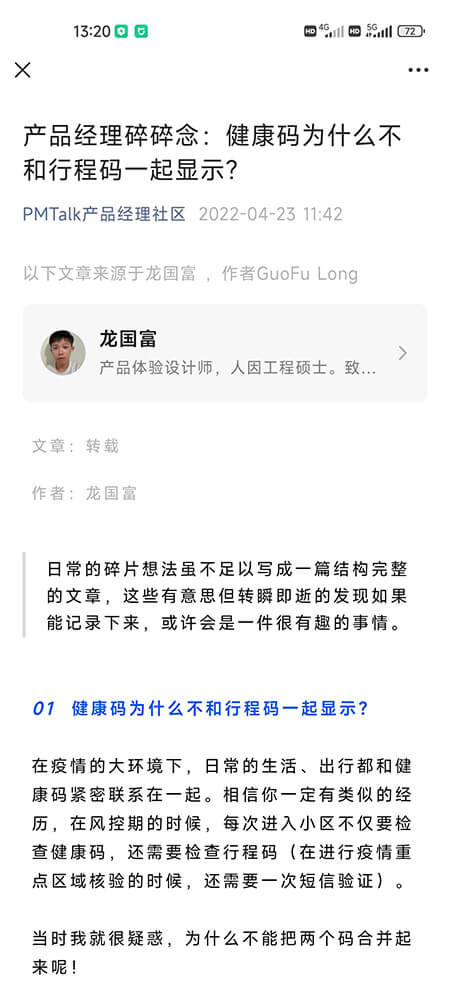 13:20 HD 4G HD 5G 72
产品经理碎碎念：健康码为什么不
和行程码一起显示？
PMTalk产品经理社区 2022-04-23 11:42
以下文章来源于龙国富 ，作者GuoFu Long
龙国富
产品体验设计师，人因工程硕士。致...
文章：转载
作者：龙国富
日常的碎片想法虽不足以写成一篇结构完整
的文章，这些有意思但转瞬即逝的发现如果
能记录下来，或许会是一件很有趣的事情。
01 健康码为什么不和行程码一起显示？
在疫情的大环境下，日常的生活、出行都和健
康码紧密联系在一起。相信你一定有类似的经
历，在风控期的时候，每次进入小区不仅要检
查健康码，还需要检查行程码（在进行疫情重
点区域核验的时候，还需要一次短信验证）。
当时我就很疑惑，为什么不能把两个码合并起
来呢！